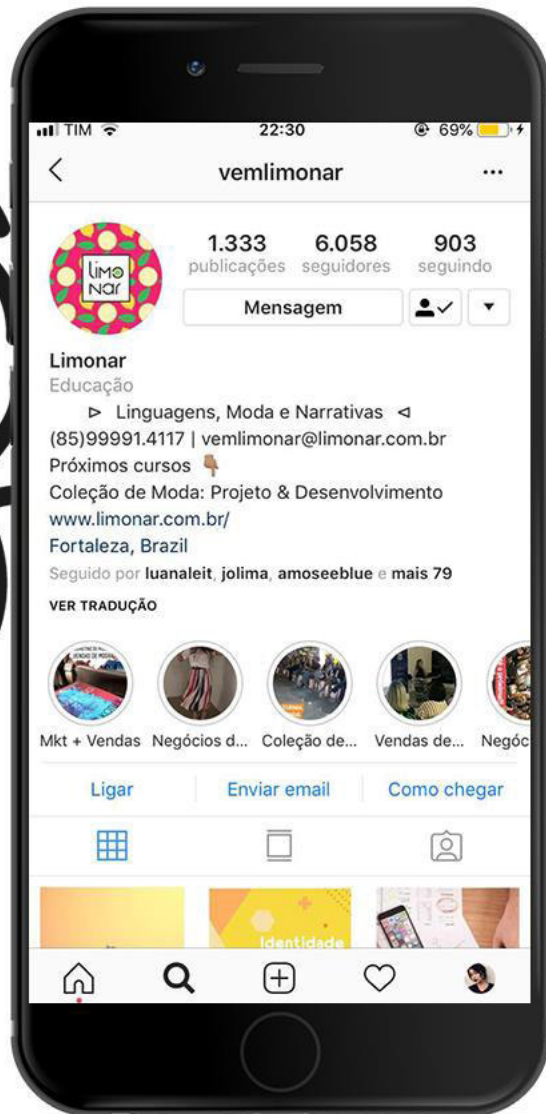 TIM
22:30
69%
vemlimonar
limo
nar
1.333
6.058
903
publicações
seguidores
seguindo
Mensagem
Limonar
Educação
Linguagens, Moda e Narrativas
(85)99991.4117 | vemlimonar@limonar.com.br
Próximos cursos
Coleção de Moda: Projeto & Desenvolvimento
www.limonar.com.br/
Fortaleza, Brazil
Seguido por luanaleit, jolima, amoseeblue e mais 79
VER TRADUÇÃO
VENDAS DE MODA
Mkt + Vendas
Negócios d...
Coleção de...
Vendas de...
Negóc
Ligar
Enviar email
Como chegar
Identidade